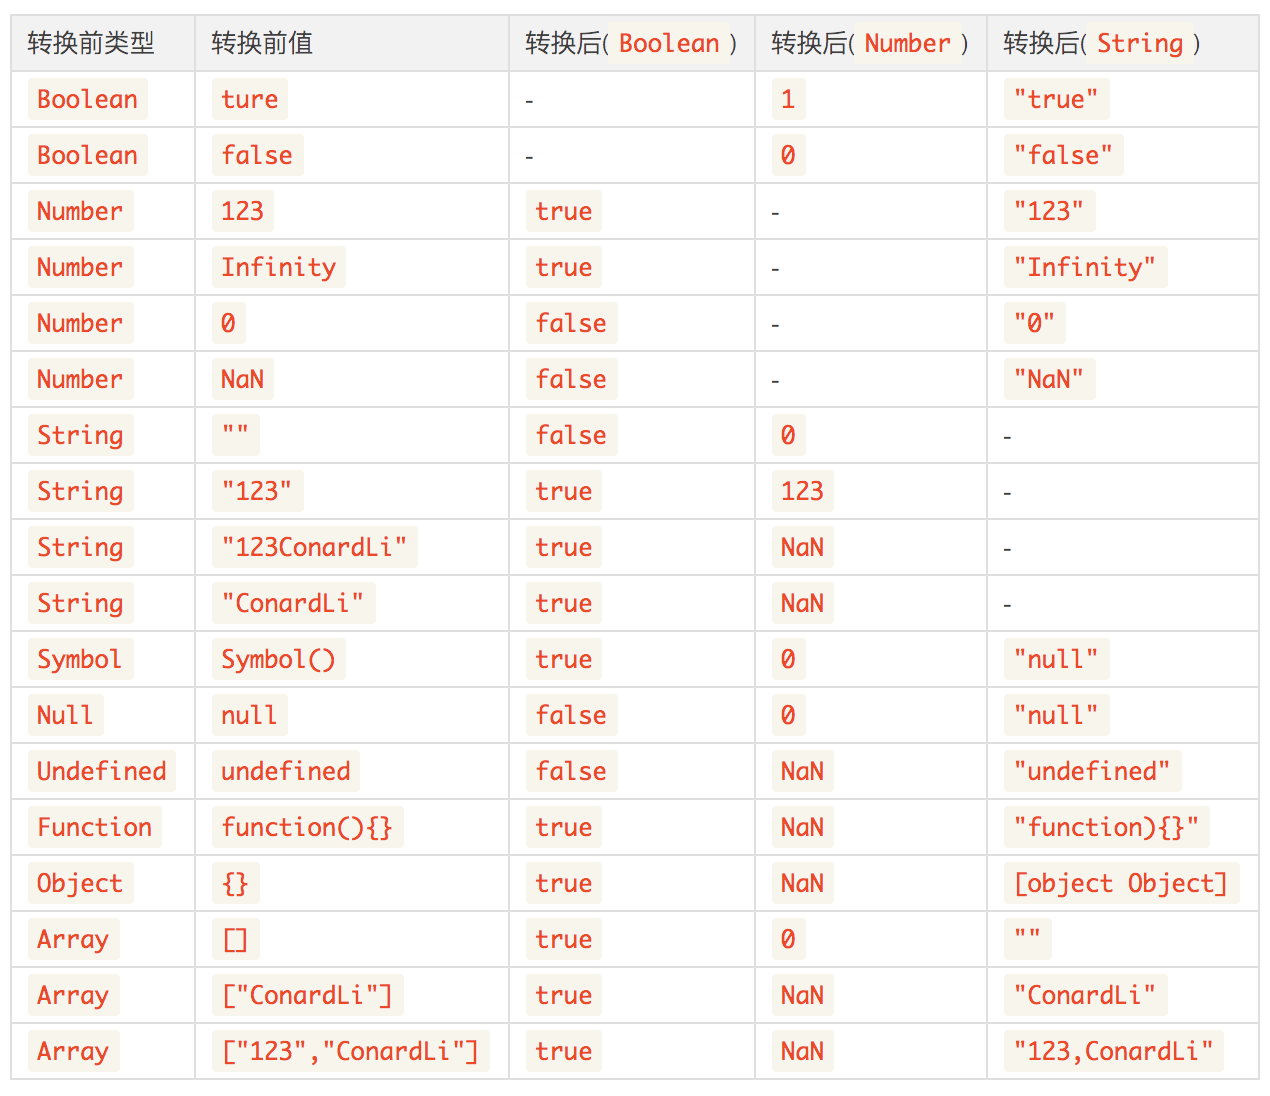 转换前类型 转换前值 转换后( Boolean ) 转换后( Number ) 转换后( String )
Boolean ture - 1 "true"
Boolean false - 0 "false"
Number 123 true - "123"
Number Infinity true - "Infinity"
Number 0 false - "0"
Number NaN false - "NaN"
String "" false 0 -
String "123" true 123 -
String "123ConardLi" true NaN -
String "ConardLi" true NaN -
Symbol Symbol() true 0 "null"
Null null false 0 "null"
Undefined undefined false NaN "undefined"
Function function(){} true NaN "function){}"
Object {} true NaN [object Object]
Array [] true 0 ""
Array ["ConardLi"] true NaN "ConardLi"
Array ["123","ConardLi"] true NaN "123,ConardLi"